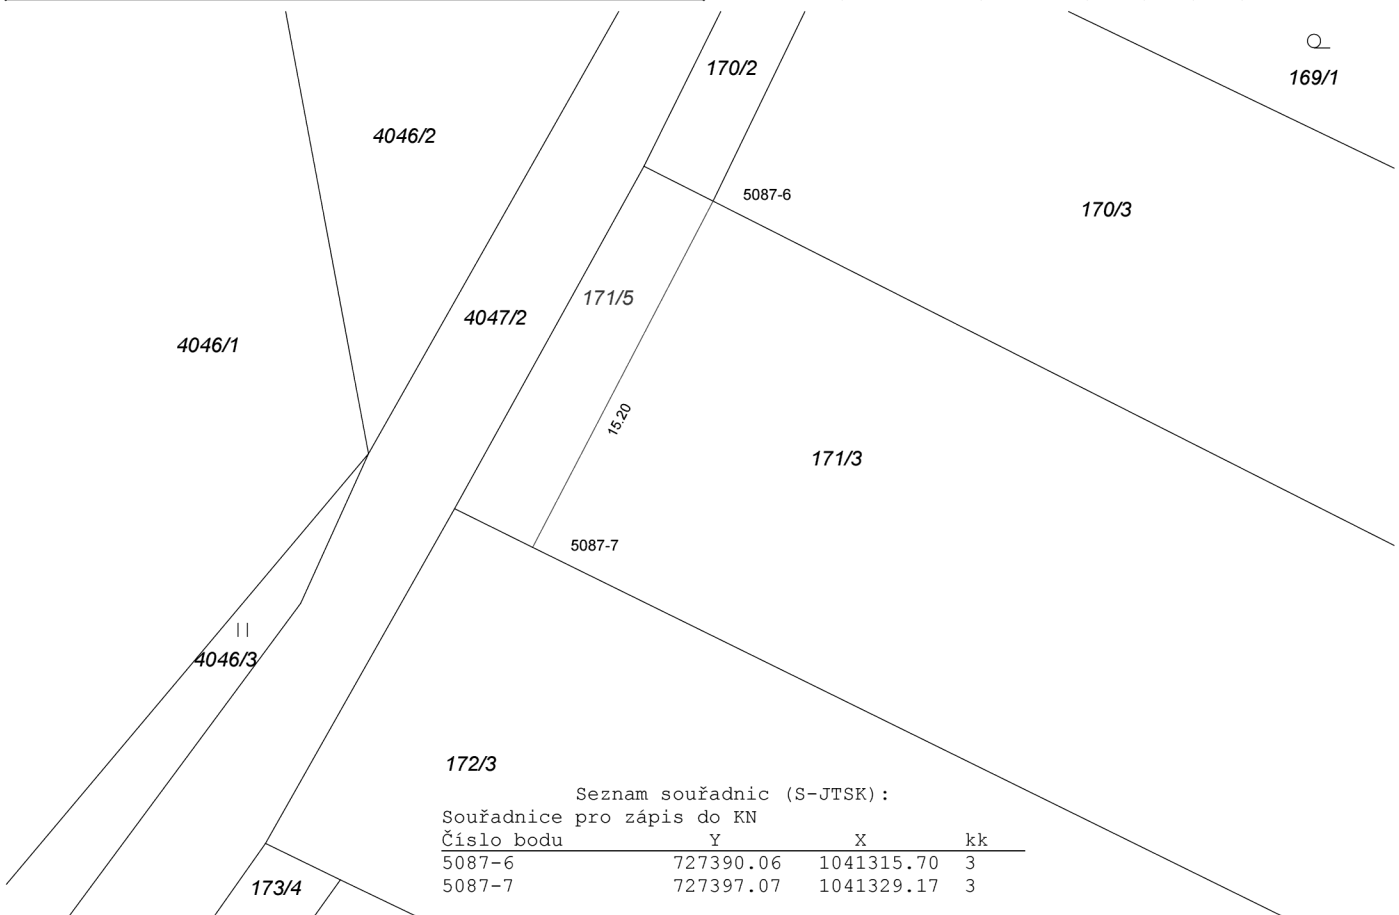 170/2
169/1
4046/2
5087-6
170/3
171/5
4047/2
4046/1
15.20
171/3
5087-7
4046/3
172/3
Seznam souřadnic (S-JTSK):
Souřadnice pro zápis do KN
Číslo bodu Y X kk
5087-6 727390.06 1041315.70 3
5087-7 727397.07 1041329.17 3
173/4